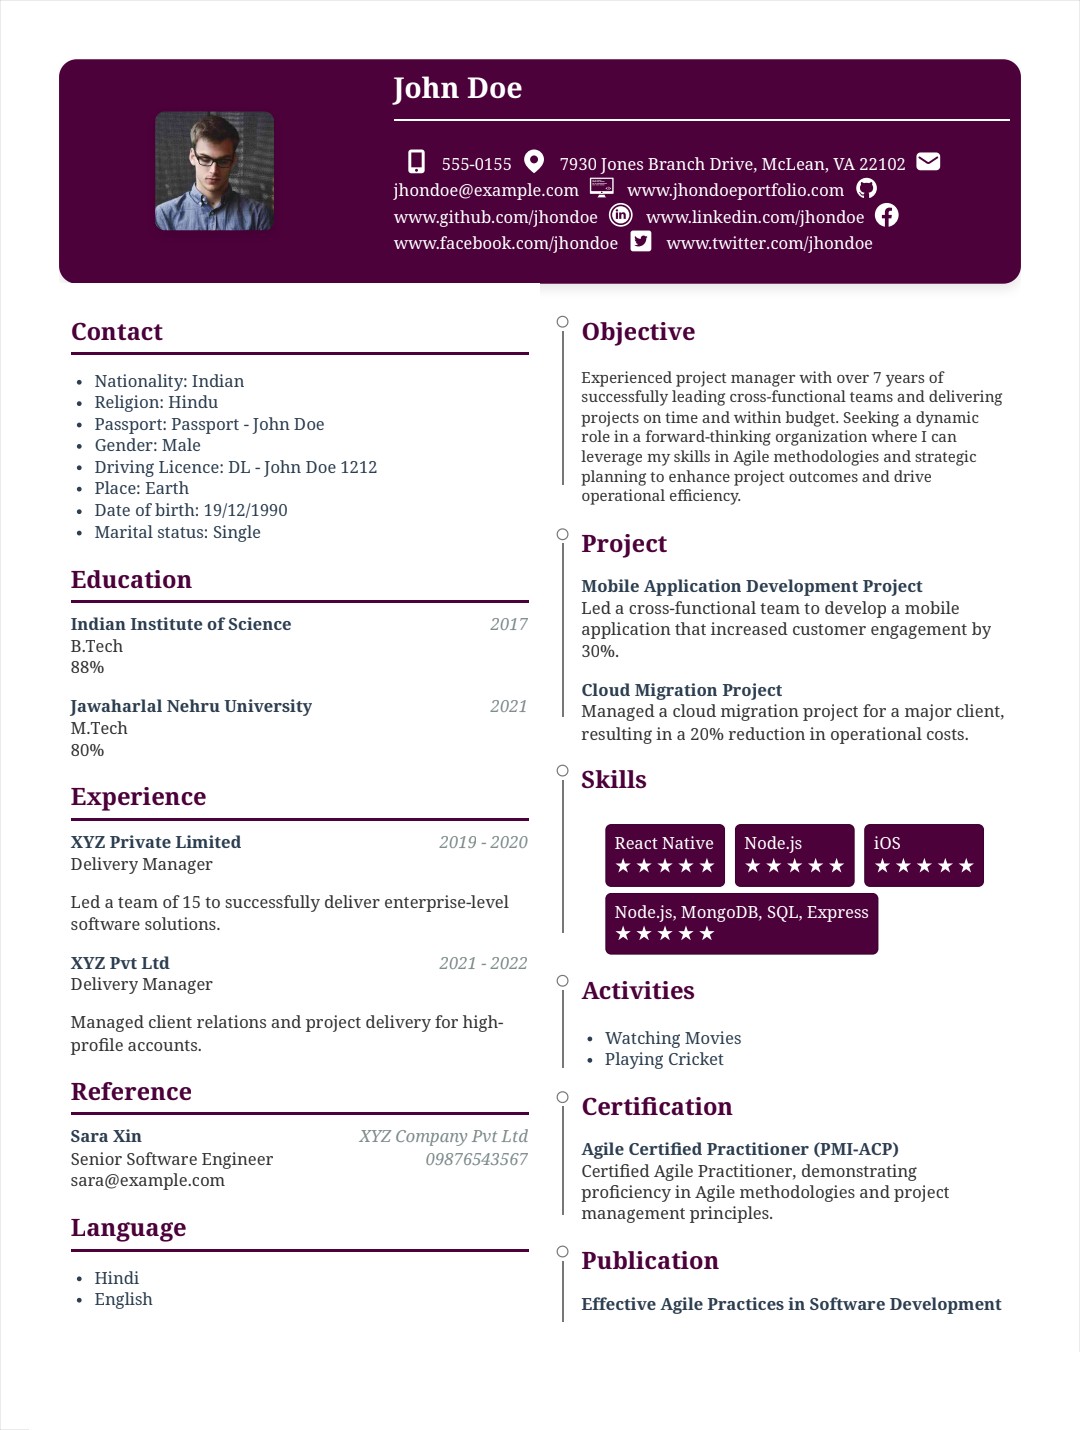 John Doe
555-0155 7930 Jones Branch Drive, McLean, VA 22102
jhondoe@example.com www.jhondoeportfolio.com
www.github.com/jhondoe www.linkedin.com/jhondoe
www.facebook.com/jhondoe www.twitter.com/jhondoe
Contact
• Nationality: Indian
• Religion: Hindu
• Passport: Passport - John Doe
• Gender: Male
• Driving Licence: DL - John Doe 1212
• Place: Earth
• Date of birth: 19/12/1990
• Marital status: Single
Education
Indian Institute of Science 2017
B.Tech
88%
Jawaharlal Nehru University 2021
M.Tech
80%
Experience
XYZ Private Limited 2019 - 2020
Delivery Manager
Led a team of 15 to successfully deliver enterprise-level
software solutions.
XYZ Pvt Ltd 2021 - 2022
Delivery Manager
Managed client relations and project delivery for high-
profile accounts.
Reference
Sara Xin XYZ Company Pvt Ltd
Senior Software Engineer 09876543567
sara@example.com
Language
• Hindi
• English
Objective
Experienced project manager with over 7 years of
successfully leading cross-functional teams and delivering
projects on time and within budget. Seeking a dynamic
role in a forward-thinking organization where I can
leverage my skills in Agile methodologies and strategic
planning to enhance project outcomes and drive
operational efficiency.
Project
Mobile Application Development Project
Led a cross-functional team to develop a mobile
application that increased customer engagement by
30%.
Cloud Migration Project
Managed a cloud migration project for a major client,
resulting in a 20% reduction in operational costs.
Skills
React Native Node.js iOS
★ ★ ★ ★ ★ ★ ★ ★ ★ ★ ★ ★ ★ ★ ★
Node.js, MongoDB, SQL, Express
★ ★ ★ ★ ★
Activities
• Watching Movies
• Playing Cricket
Certification
Agile Certified Practitioner (PMI-ACP)
Certified Agile Practitioner, demonstrating
proficiency in Agile methodologies and project
management principles.
Publication
Effective Agile Practices in Software Development